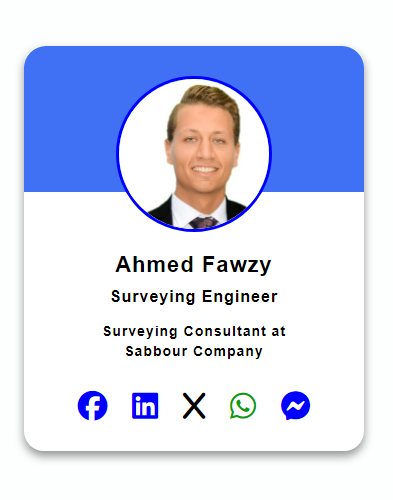 Ahmed Fawzy
Surveying Engineer
Surveying Consultant at
Sabbour Company